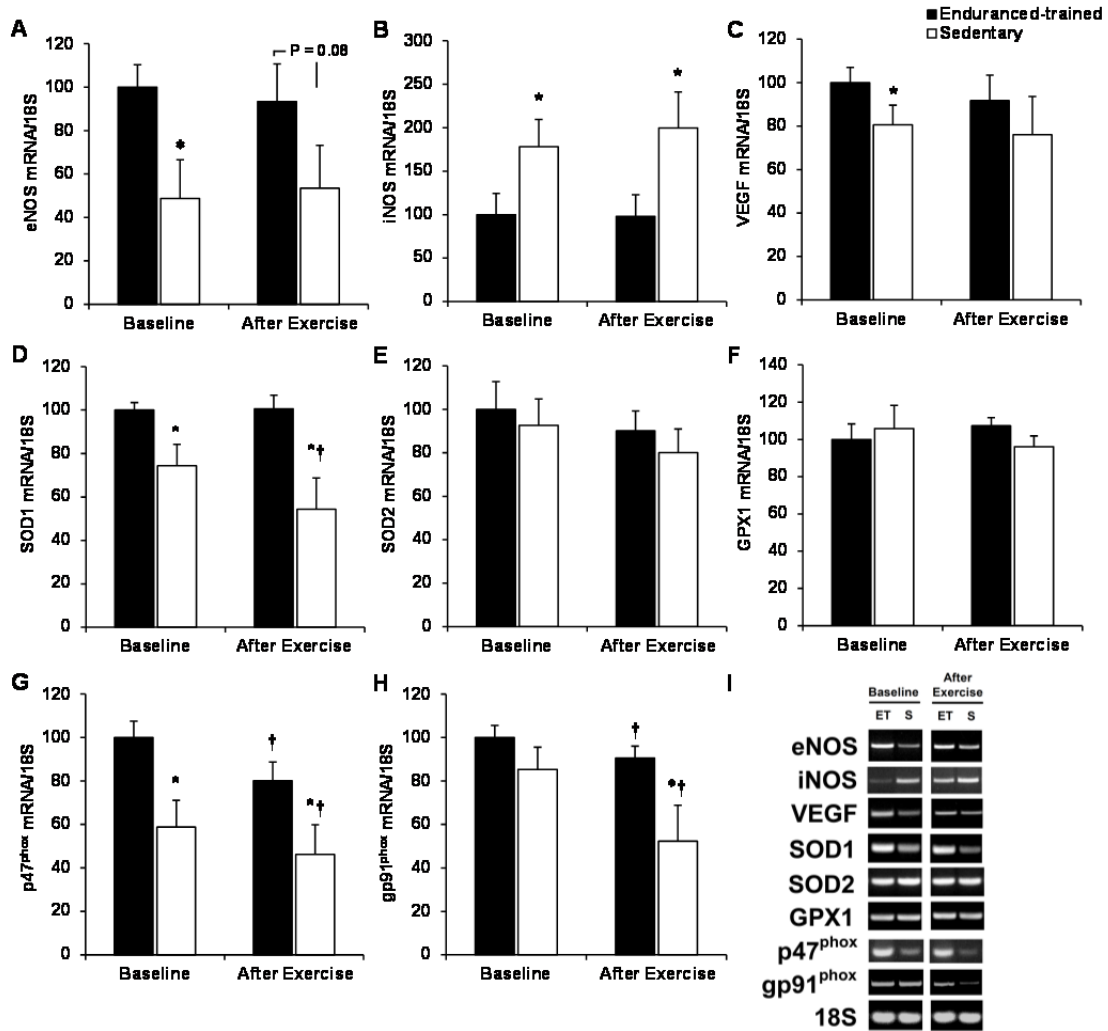 Enduranced-trained
Sedentary
A
eNOS mRNA/18S
120
100
80
60
40
20
0
P = 0.08
*
Baseline
After Exercise
B
iNOS mRNA/18S
300
250
200
150
100
50
0
*
*
Baseline
After Exercise
C
VEGF mRNA/18S
120
100
80
60
40
20
0
*
Baseline
After Exercise
D
SOD1 mRNA/18S
120
100
80
60
40
20
0
*
*†
Baseline
After Exercise
E
SOD2 mRNA/18S
120
100
80
60
40
20
0
Baseline
After Exercise
F
GPX1 mRNA/18S
140
120
100
80
60
40
20
0
Baseline
After Exercise
G
p47phox mRNA/18S
120
100
80
60
40
20
0
*
†
*†
Baseline
After Exercise
H
gp91phox mRNA/18S
120
100
80
60
40
20
0
†
*†
Baseline
After Exercise
I
Baseline
After
Exercise
ET S ET S
eNOS
iNOS
VEGF
SOD1
SOD2
GPX1
p47phox
gp91phox
18S